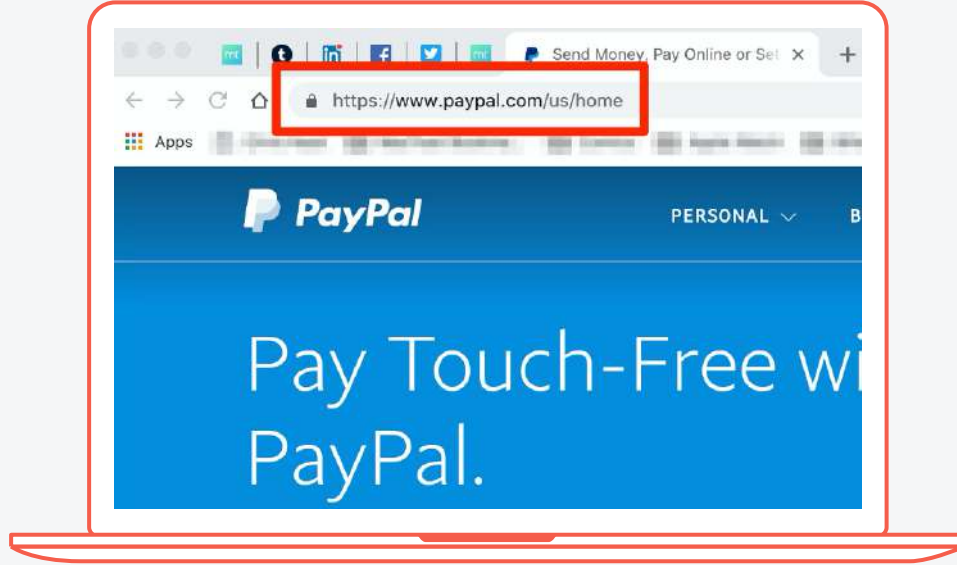 Send Money, Pay Online or Set
https://www.paypal.com/us/home
Apps
PayPal
PERSONAL B
Pay Touch-Free wi
PayPal.